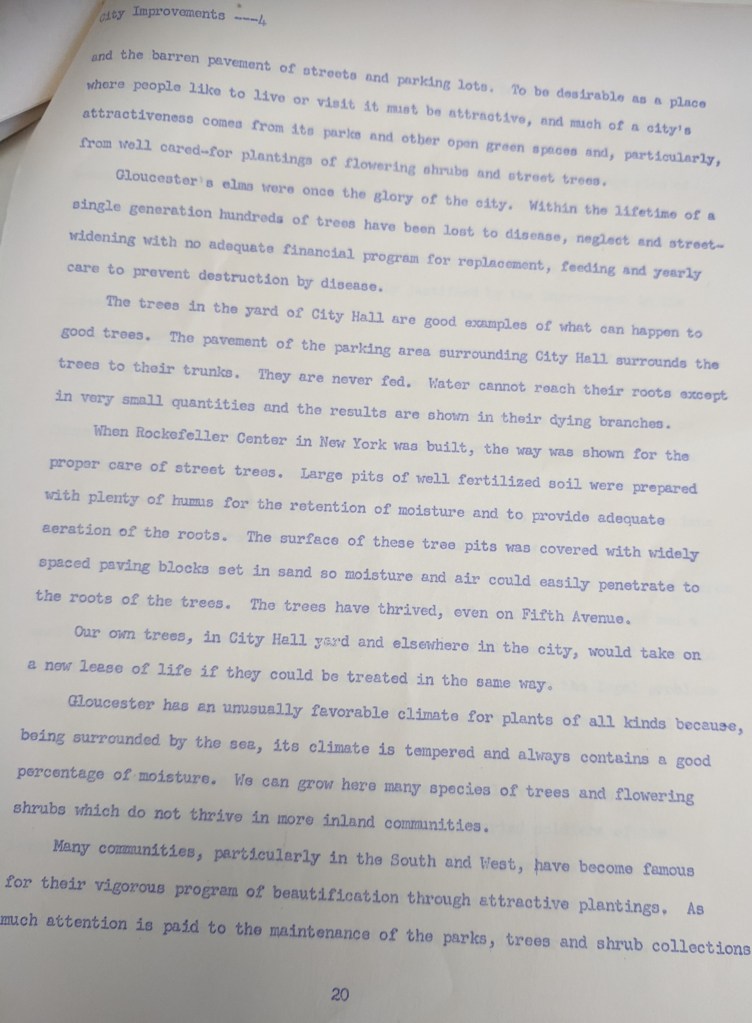 City Improvements ---4
and the barren pavement of streets and parking lots. To be desirable as a place
where people like to live or visit it must be attractive, and much of a city's
attractiveness comes from its parks and other open green spaces and, particularly,
from well cared-for plantings of flowering shrubs and street trees.
Gloucester's elms were once the glory of the city. Within the lifetime of a
single generation hundreds of trees have been lost to disease, neglect and street-
widening with no adequate financial program for replacement, feeding and yearly
care to prevent destruction by disease.
The trees in the yard of City Hall are good examples of what can happen to
good trees. The pavement of the parking area surrounding City Hall surrounds the
trees to their trunks. They are never fed. Water cannot reach their roots except
in very small quantities and the results are shown in their dying branches.
When Rockefeller Center in New York was built, the way was shown for the
proper care of street trees. Large pits of well fertilized soil were prepared
with plenty of humus for the retention of moisture and to provide adequate
aeration of the roots. The surface of these tree pits was covered with widely
spaced paving blocks set in sand so moisture and air could easily penetrate to
the roots of the trees. The trees have thrived, even on Fifth Avenue.
Our own trees, in City Hall yard and elsewhere in the city, would take on
a new lease of life if they could be treated in the same way.
Gloucester has an unusually favorable climate for plants of all kinds because,
being surrounded by the sea, its climate is tempered and always contains a good
percentage of moisture. We can grow here many species of trees and flowering
shrubs which do not thrive in more inland communities.
Many communities, particularly in the South and West, have become famous
for their vigorous program of beautification through attractive plantings. As
much attention is paid to the maintenance of the parks, trees and shrub collections
20